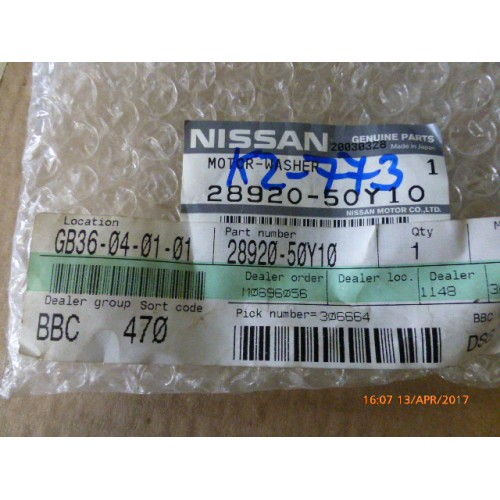 NISSAN GENUINE PARTS
20030328 Made in Japan
MOTOR-WASHER 1
K2-773
28920-50Y10
NISSAN MOTOR CO.,LTD.
Location Part number Qty
GB36-04-01-01 28920-50Y10 1
Dealer order Dealer loc. Dealer
M0896056 1148
Dealer group Sort code Pick number=306664 BBC
BBC 470
16:07 13/APR/2017